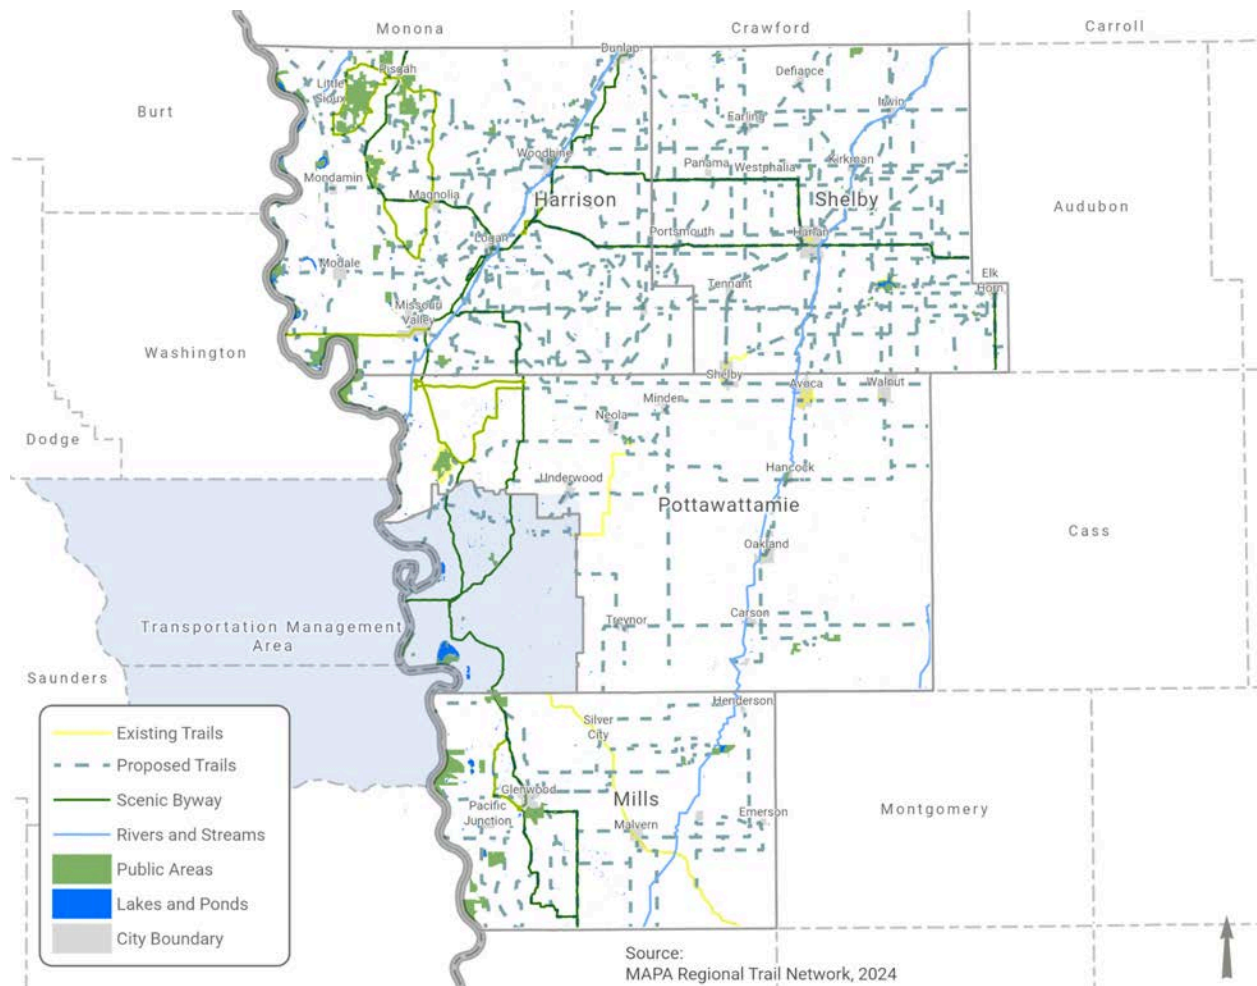 Monona
Crawford
Carroll
Dunlap
Pisgah
Defiance
Little
Sioux
Irwin
Burt
Earling
Woodbine
Panama
Westphalia
Kirkman
Mondamin
Magnolia
Harrison
Shelby
Audubon
Logan
Portsmouth
Harlan
Modale
Tennant
Elk
Horn
Missouri
Valley
Washington
Shelby
Avoca
Walnut
Minden
Neola
Dodge
Underwood
Hancock
Pottawattamie
Cass
Oakland
Transportation Management
Area
Treynor
Carson
Saunders
Henderson
Silver
City
Existing Trails
Proposed Trails
Scenic Byway
Rivers and Streams
Public Areas
Lakes and Ponds
City Boundary
Glenwood
Mills
Pacific
Junction
Malvern
Emerson
Montgomery
Source:
MAPA Regional Trail Network, 2024